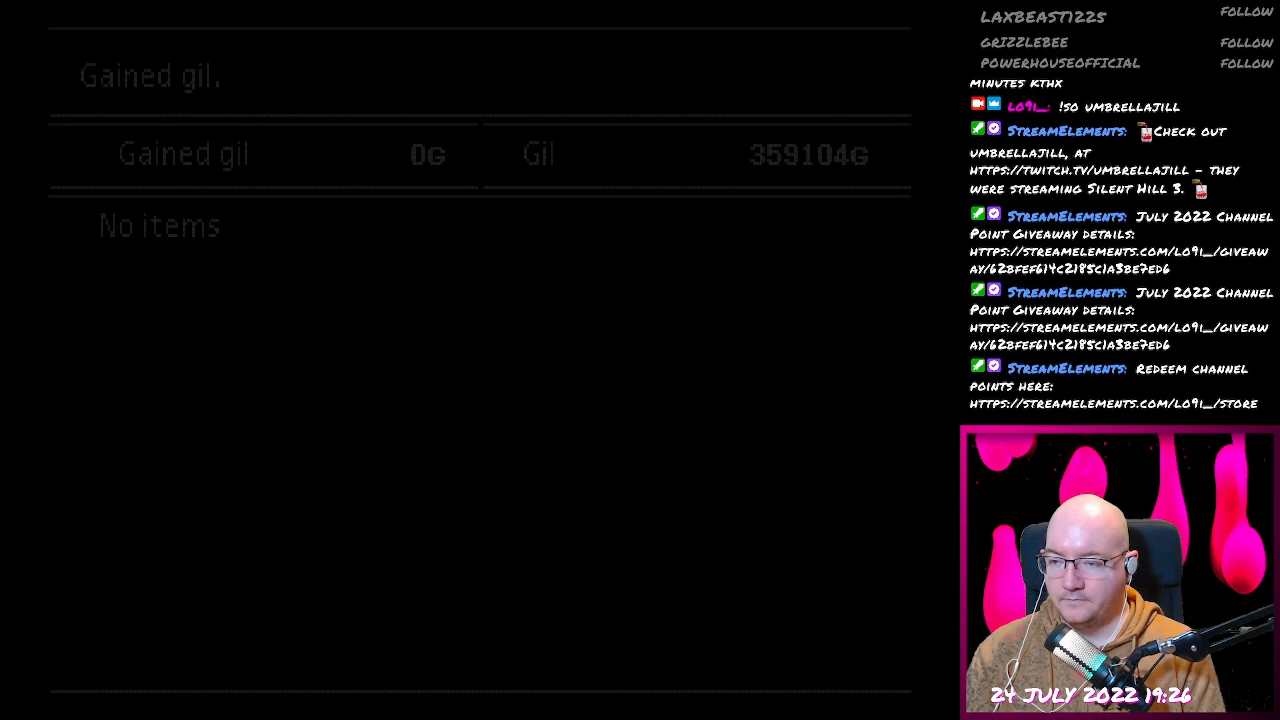 Gained gil.
Gained gil 0G Gil 359104G
No items
LAXBEAST1225 FOLLOW
GRIZZLEBEE FOLLOW
POWERHOUSEOFFICIAL FOLLOW
MINUTES KTHX
LO9I_: !SO UMBRELLAJILL
STREAMELEMENTS: CHECK OUT
UMBRELLAJILL, AT
HTTPS://TWITCH.TV/UMBRELLAJILL - THEY
WERE STREAMING SILENT HILL 3.
STREAMELEMENTS: JULY 2022 CHANNEL
POINT GIVEAWAY DETAILS:
HTTPS://STREAMELEMENTS.COM/LO9I_/GIVEAW
AY/62BFEF614C2185C1A3BE7ED6
STREAMELEMENTS: JULY 2022 CHANNEL
POINT GIVEAWAY DETAILS:
HTTPS://STREAMELEMENTS.COM/LO9I_/GIVEAW
AY/62BFEF614C2185C1A3BE7ED6
STREAMELEMENTS: REDEEM CHANNEL
POINTS HERE:
HTTPS://STREAMELEMENTS.COM/LO9I_/STORE
24 JULY 2022 19:26